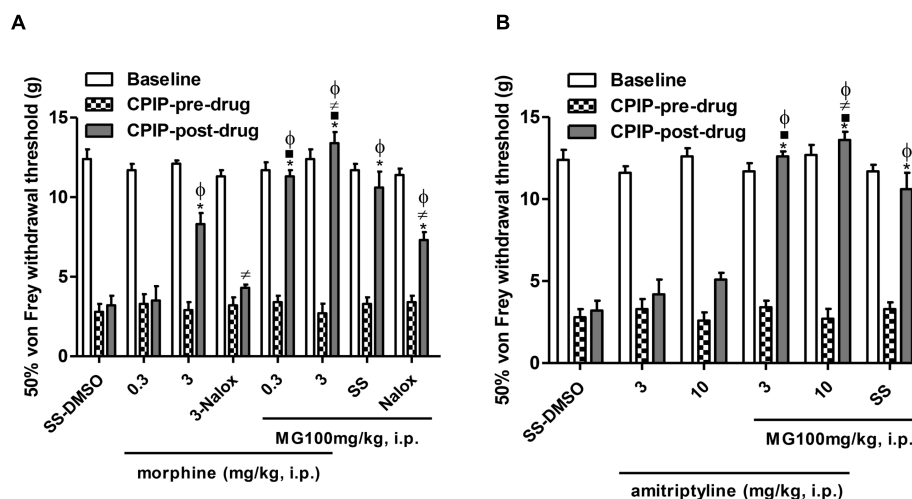 A
50% von Frey withdrawal threshold (g)
15
10
5
0
Baseline
CPIP-pre-drug
CPIP-post-drug
ϕ
*
≠
ϕ
■
*
ϕ
≠
■
*
ϕ
*
ϕ
≠
*
SS-DMSO
0.3
3
3-Nalox
0.3
3
SS
Nalox
MG100mg/kg, i.p.
morphine (mg/kg, i.p.)
B
50% von Frey withdrawal threshold (g)
15
10
5
0
Baseline
CPIP-pre-drug
CPIP-post-drug
ϕ
■
*
ϕ
≠
■
*
ϕ
*
SS-DMSO
3
10
3
10
SS
MG100mg/kg, i.p.
amitriptyline (mg/kg, i.p.)